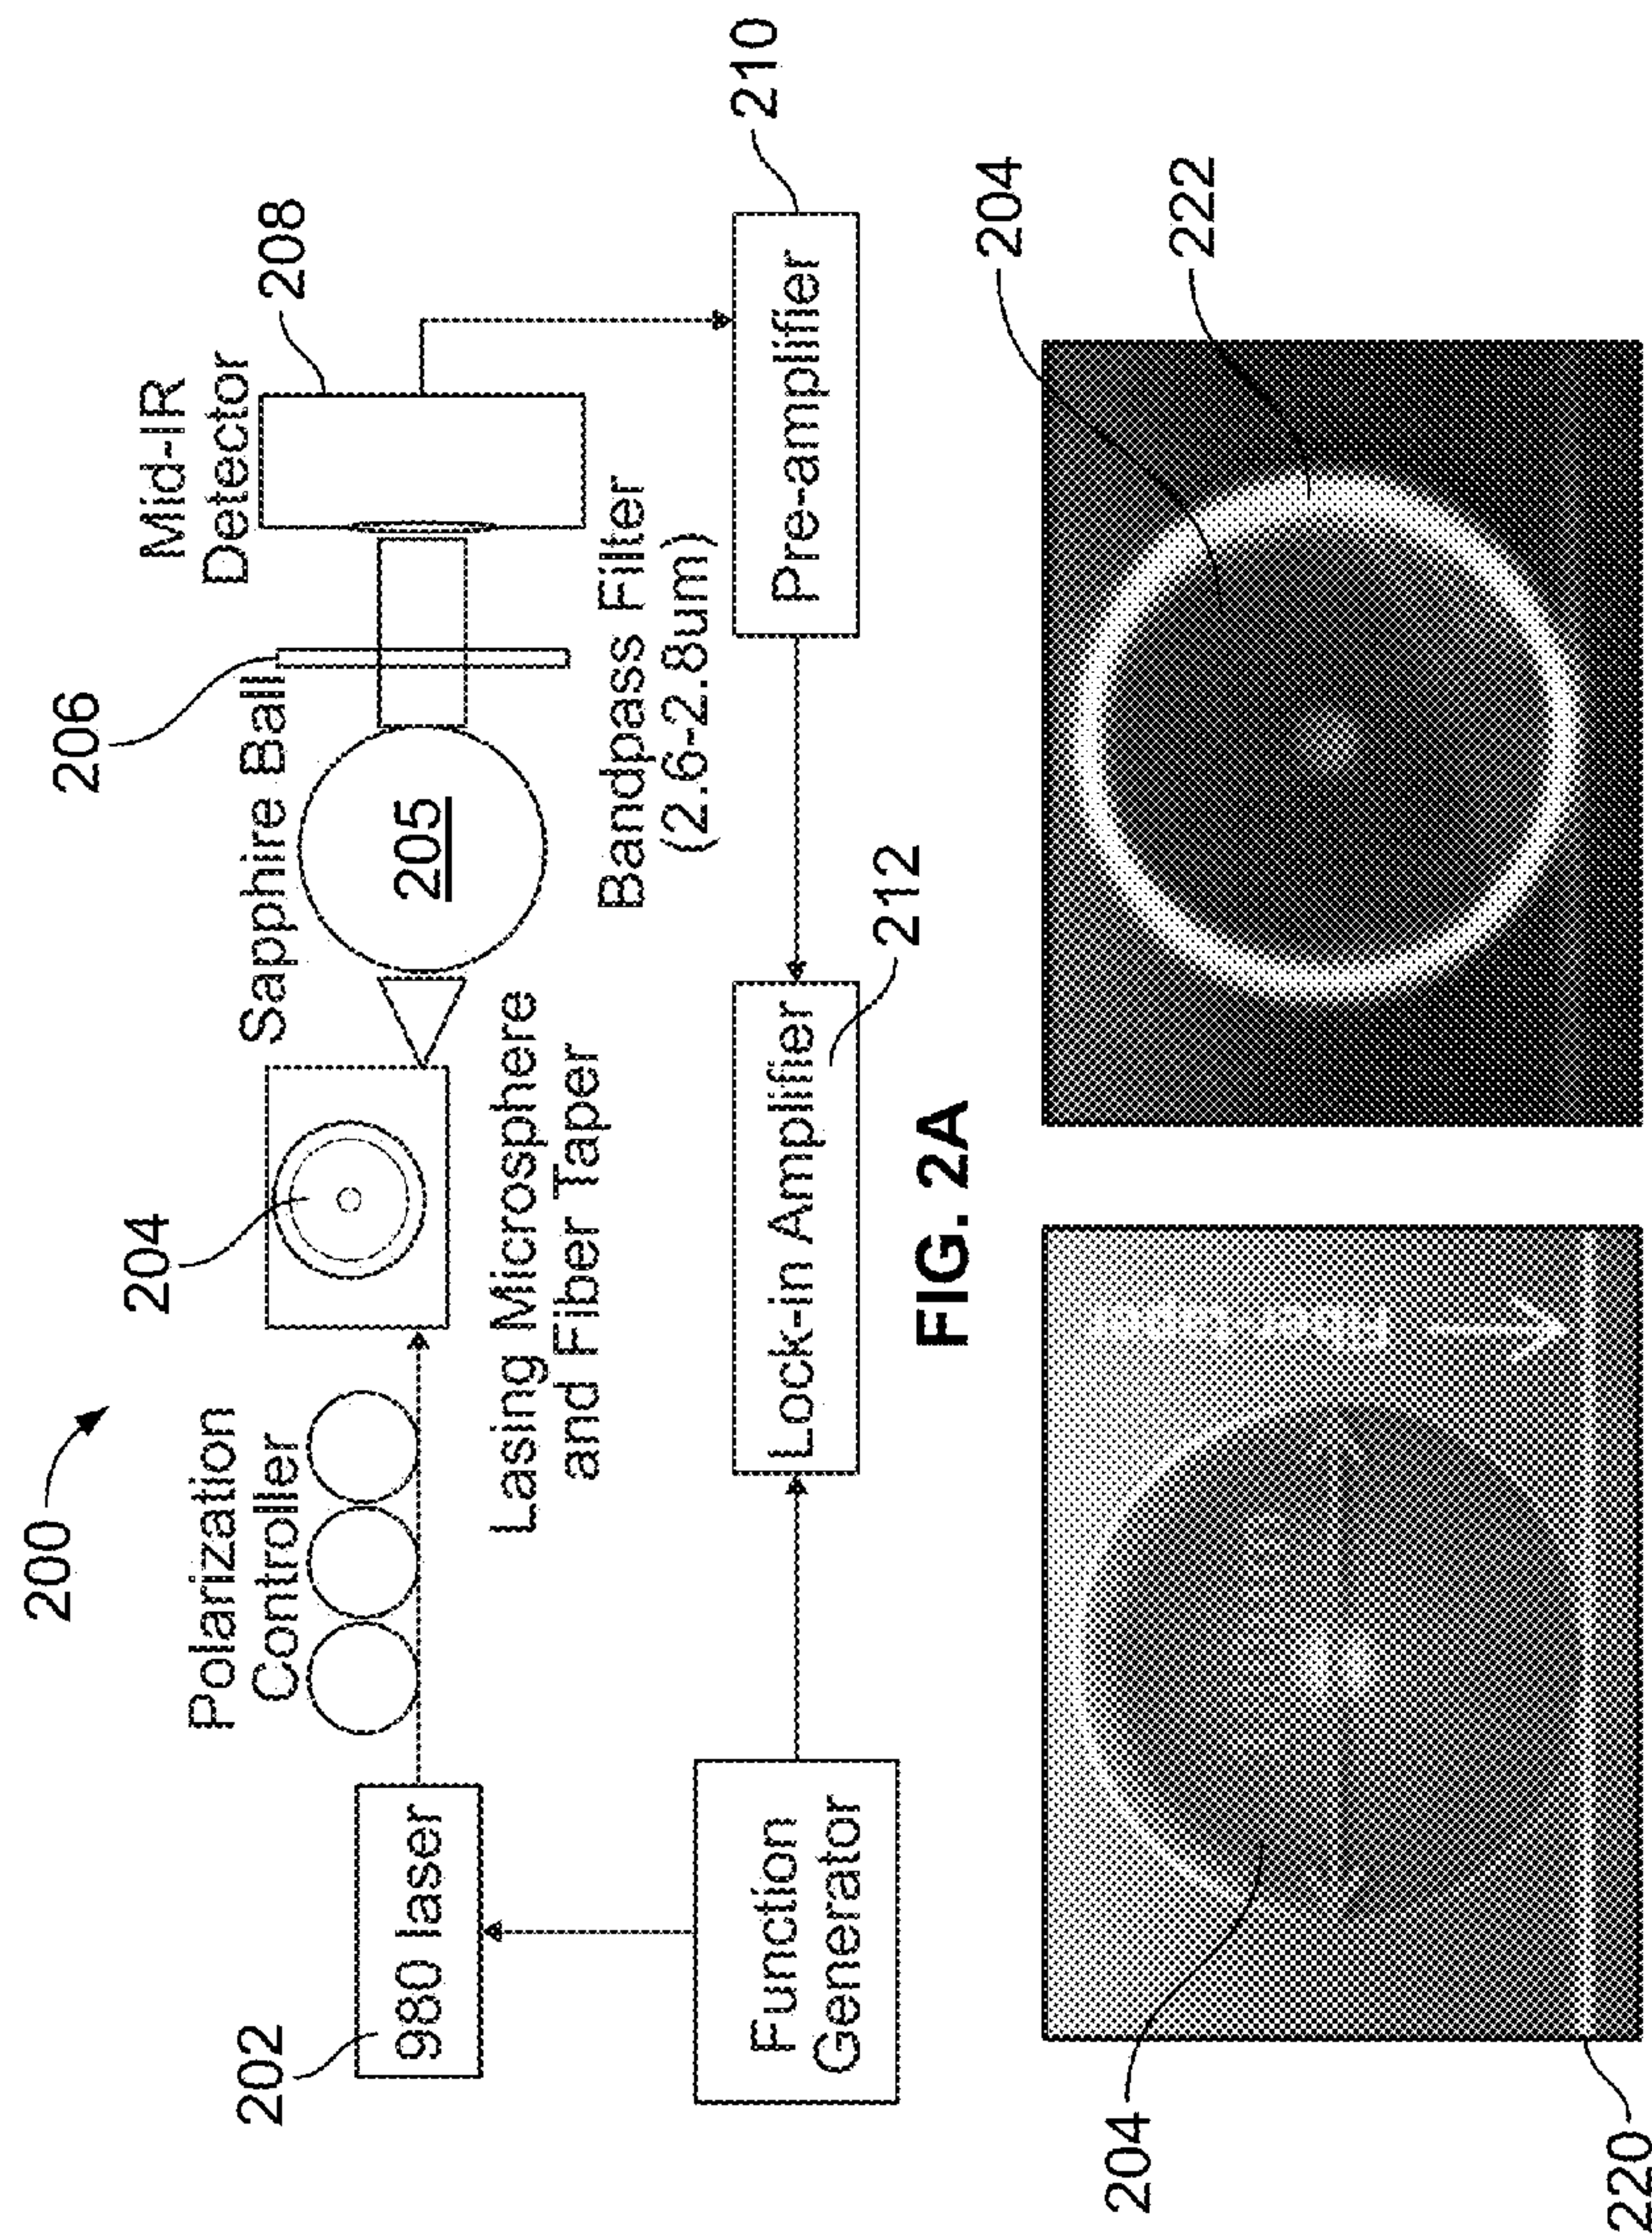 200
Polarization
Controller
204
Sapphire Ball
206
Mid-IR
Detector
208
202
980 laser
205
Lasing Microsphere
and Fiber Taper
Bandpass Filter
(2.6-2.8um)
Function
Generator
Lock-in Amplifier
212
Pre-amplifier
210
FIG. 2A
204
220
204
222